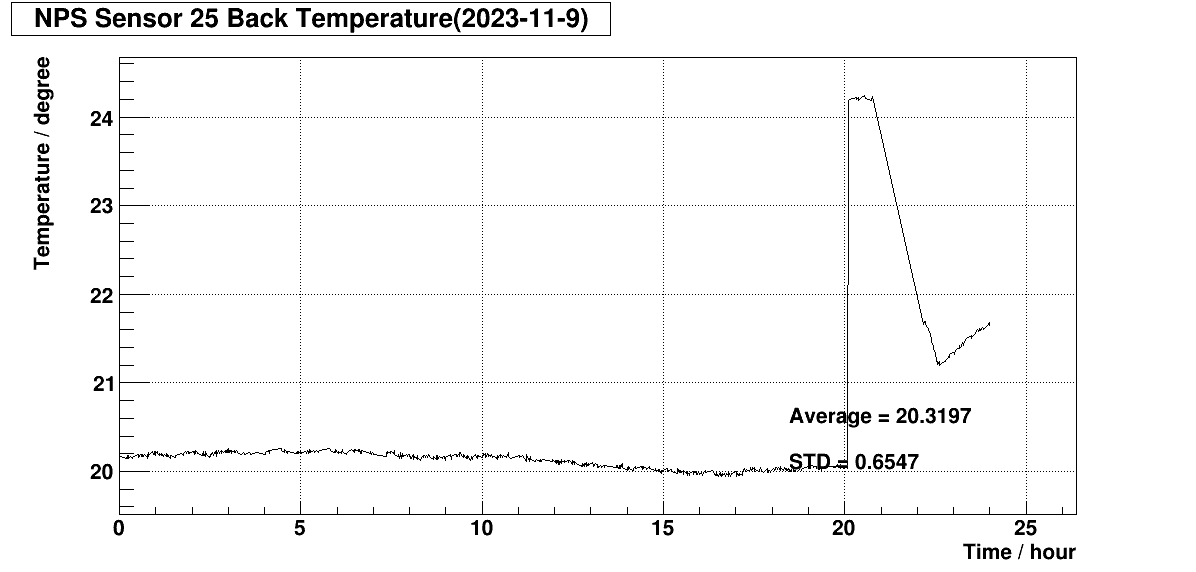 NPS Sensor 25 Back Temperature(2023-11-9)
Temperature / degree
24
23
22
21
20
Average = 20.3197
STD = 0.6547
0 5 10 15 20 25
Time / hour